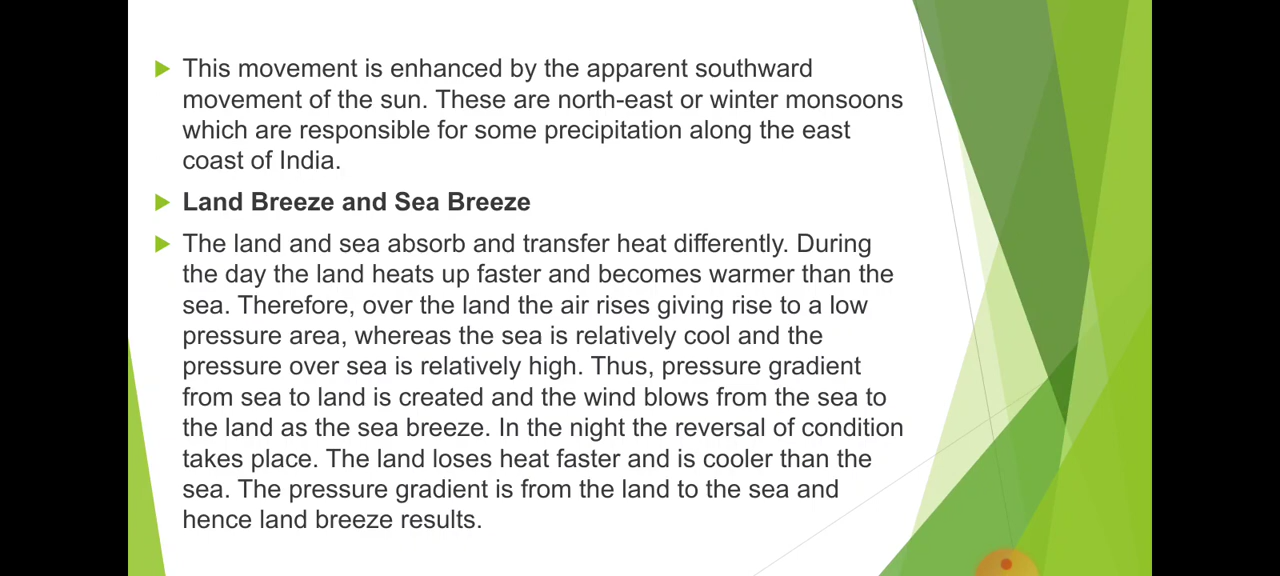 This movement is enhanced by the apparent southward
movement of the sun. These are north-east or winter monsoons
which are responsible for some precipitation along the east
coast of India.
Land Breeze and Sea Breeze
The land and sea absorb and transfer heat differently. During
the day the land heats up faster and becomes warmer than the
sea. Therefore, over the land the air rises giving rise to a low
pressure area, whereas the sea is relatively cool and the
pressure over sea is relatively high. Thus, pressure gradient
from sea to land is created and the wind blows from the sea to
the land as the sea breeze. In the night the reversal of condition
takes place. The land loses heat faster and is cooler than the
sea. The pressure gradient is from the land to the sea and
hence land breeze results.